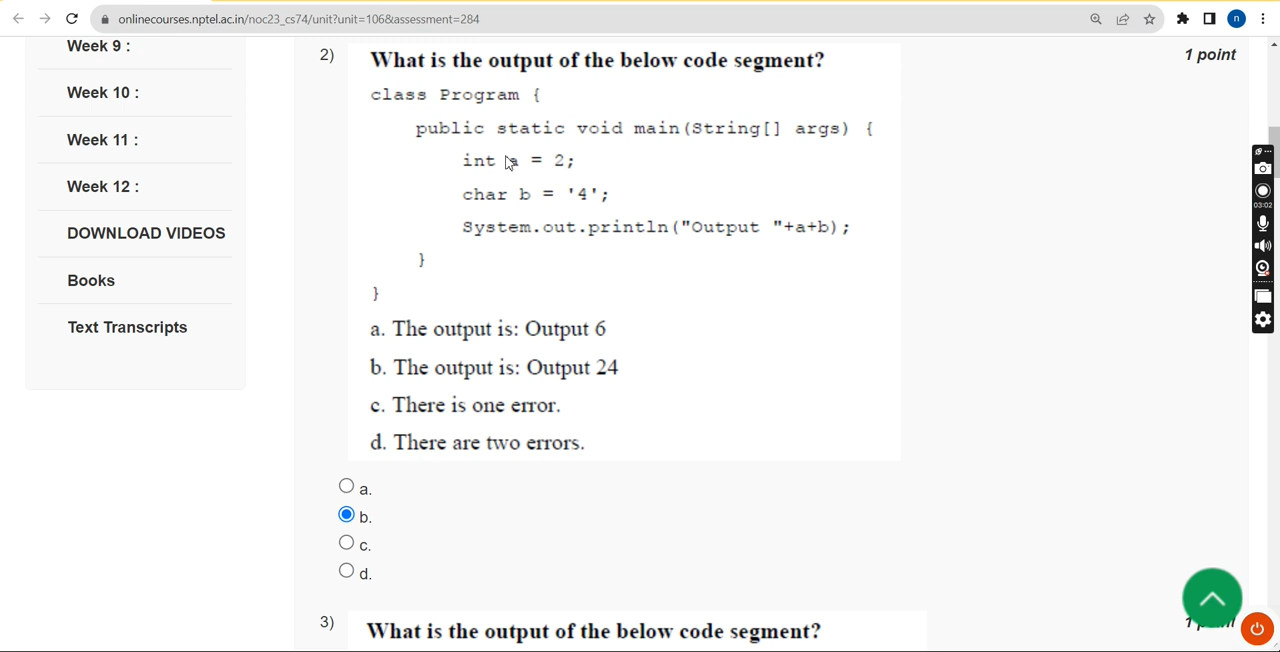 onlinecourses.nptel.ac.in/noc23_cs74/unit?unit=106&assessment=284
n
Week 9 :
Week 10 :
Week 11 :
Week 12 :
DOWNLOAD VIDEOS
Books
Text Transcripts
2)
1 point
What is the output of the below code segment?
class Program {
public static void main(String[] args) {
int a = 2;
char b = '4';
System.out.println("Output "+a+b);
}
}
a. The output is: Output 6
b. The output is: Output 24
c. There is one error.
d. There are two errors.
a.
b.
c.
d.
3)
What is the output of the below code segment?
03:02